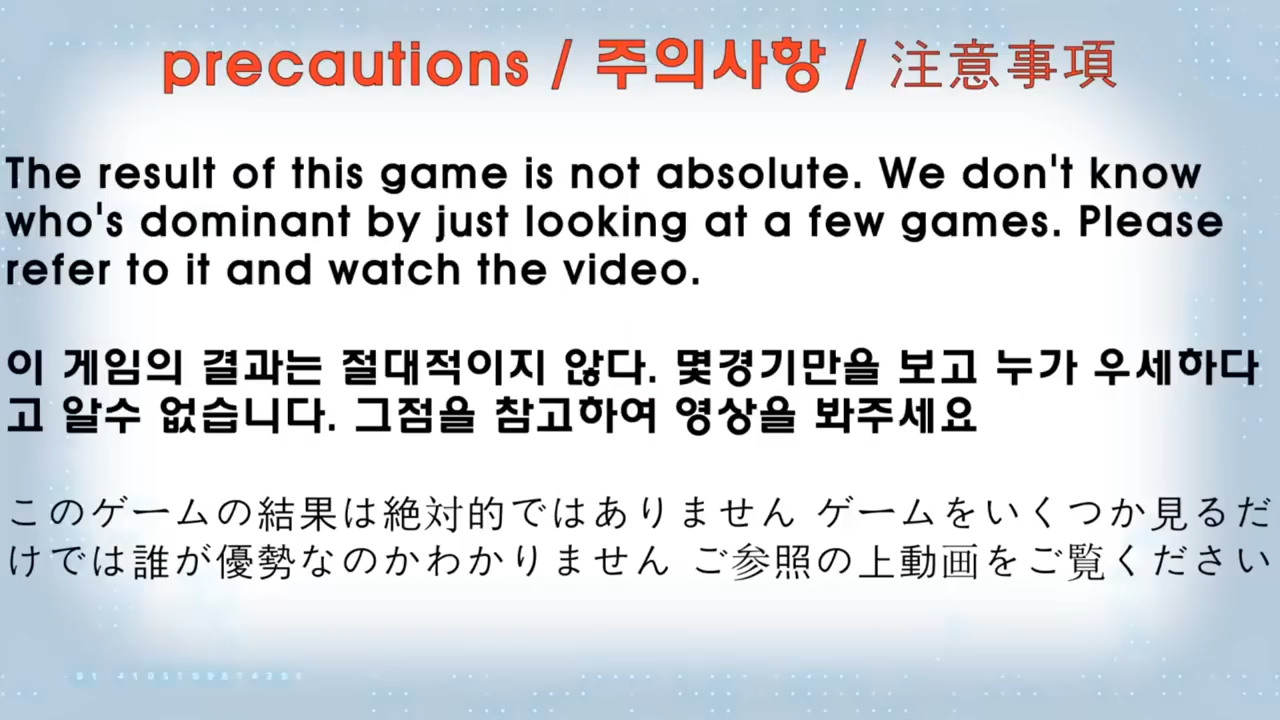 precautions / 주의사항 / 注意事項
The result of this game is not absolute. We don't know
who's dominant by just looking at a few games. Please
refer to it and watch the video.
이 게임의 결과는 절대적이지 않다. 몇경기만을 보고 누가 우세하다
고 알수 없습니다. 그점을 참고하여 영상을 봐주세요
このゲームの結果は絶対的ではありません ゲームをいくつか見るだ
けでは誰が優勢なのかわかりません ご参照の上動画をご覧ください